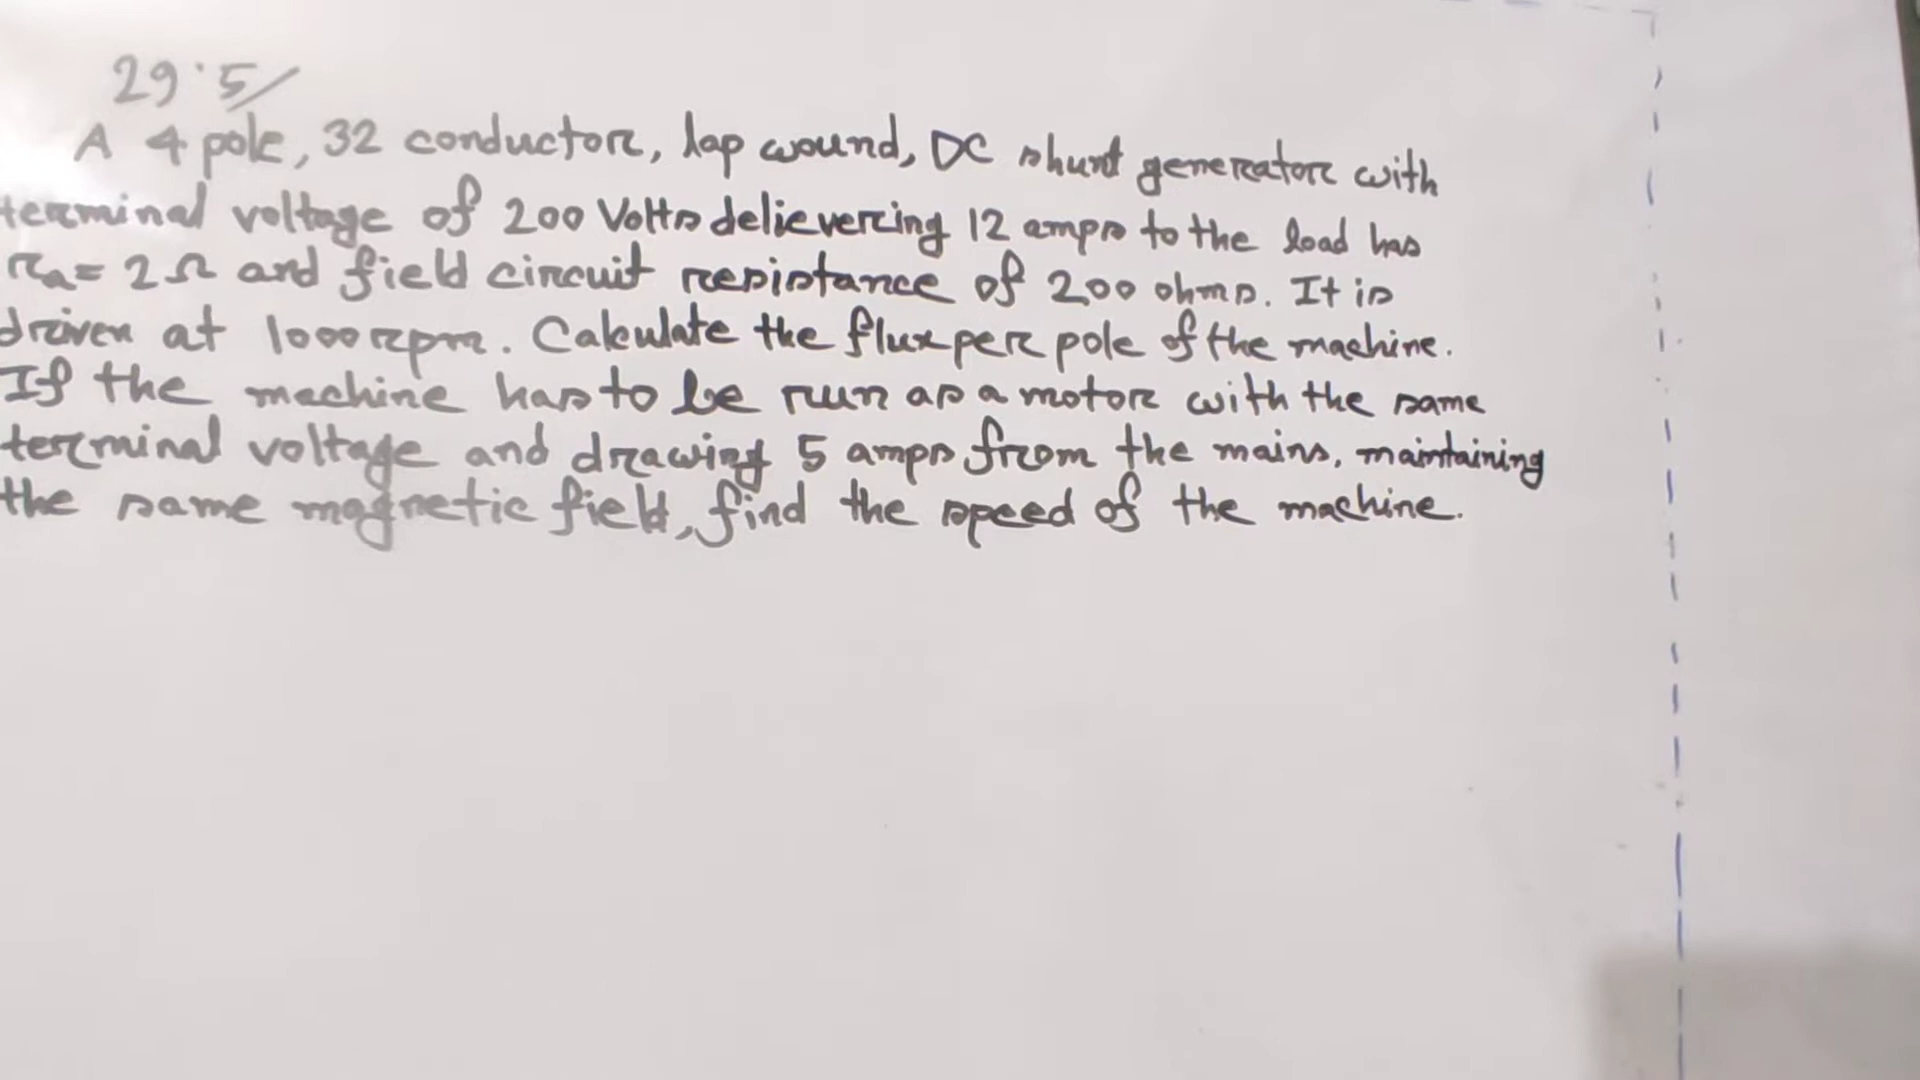 29.5/
A 4 pole, 32 conductor, lap wound, DC shunt generator with
terminal voltage of 200 Volts delievering 12 amps to the load has
ra = 2Ω and field circuit resistance of 200 ohms. It is
driven at 1000 rpm. Calculate the flux per pole of the machine.
If the machine has to be run as a motor with the same
terminal voltage and drawing 5 amps from the mains, maintaining
the same magnetic field, find the speed of the machine.